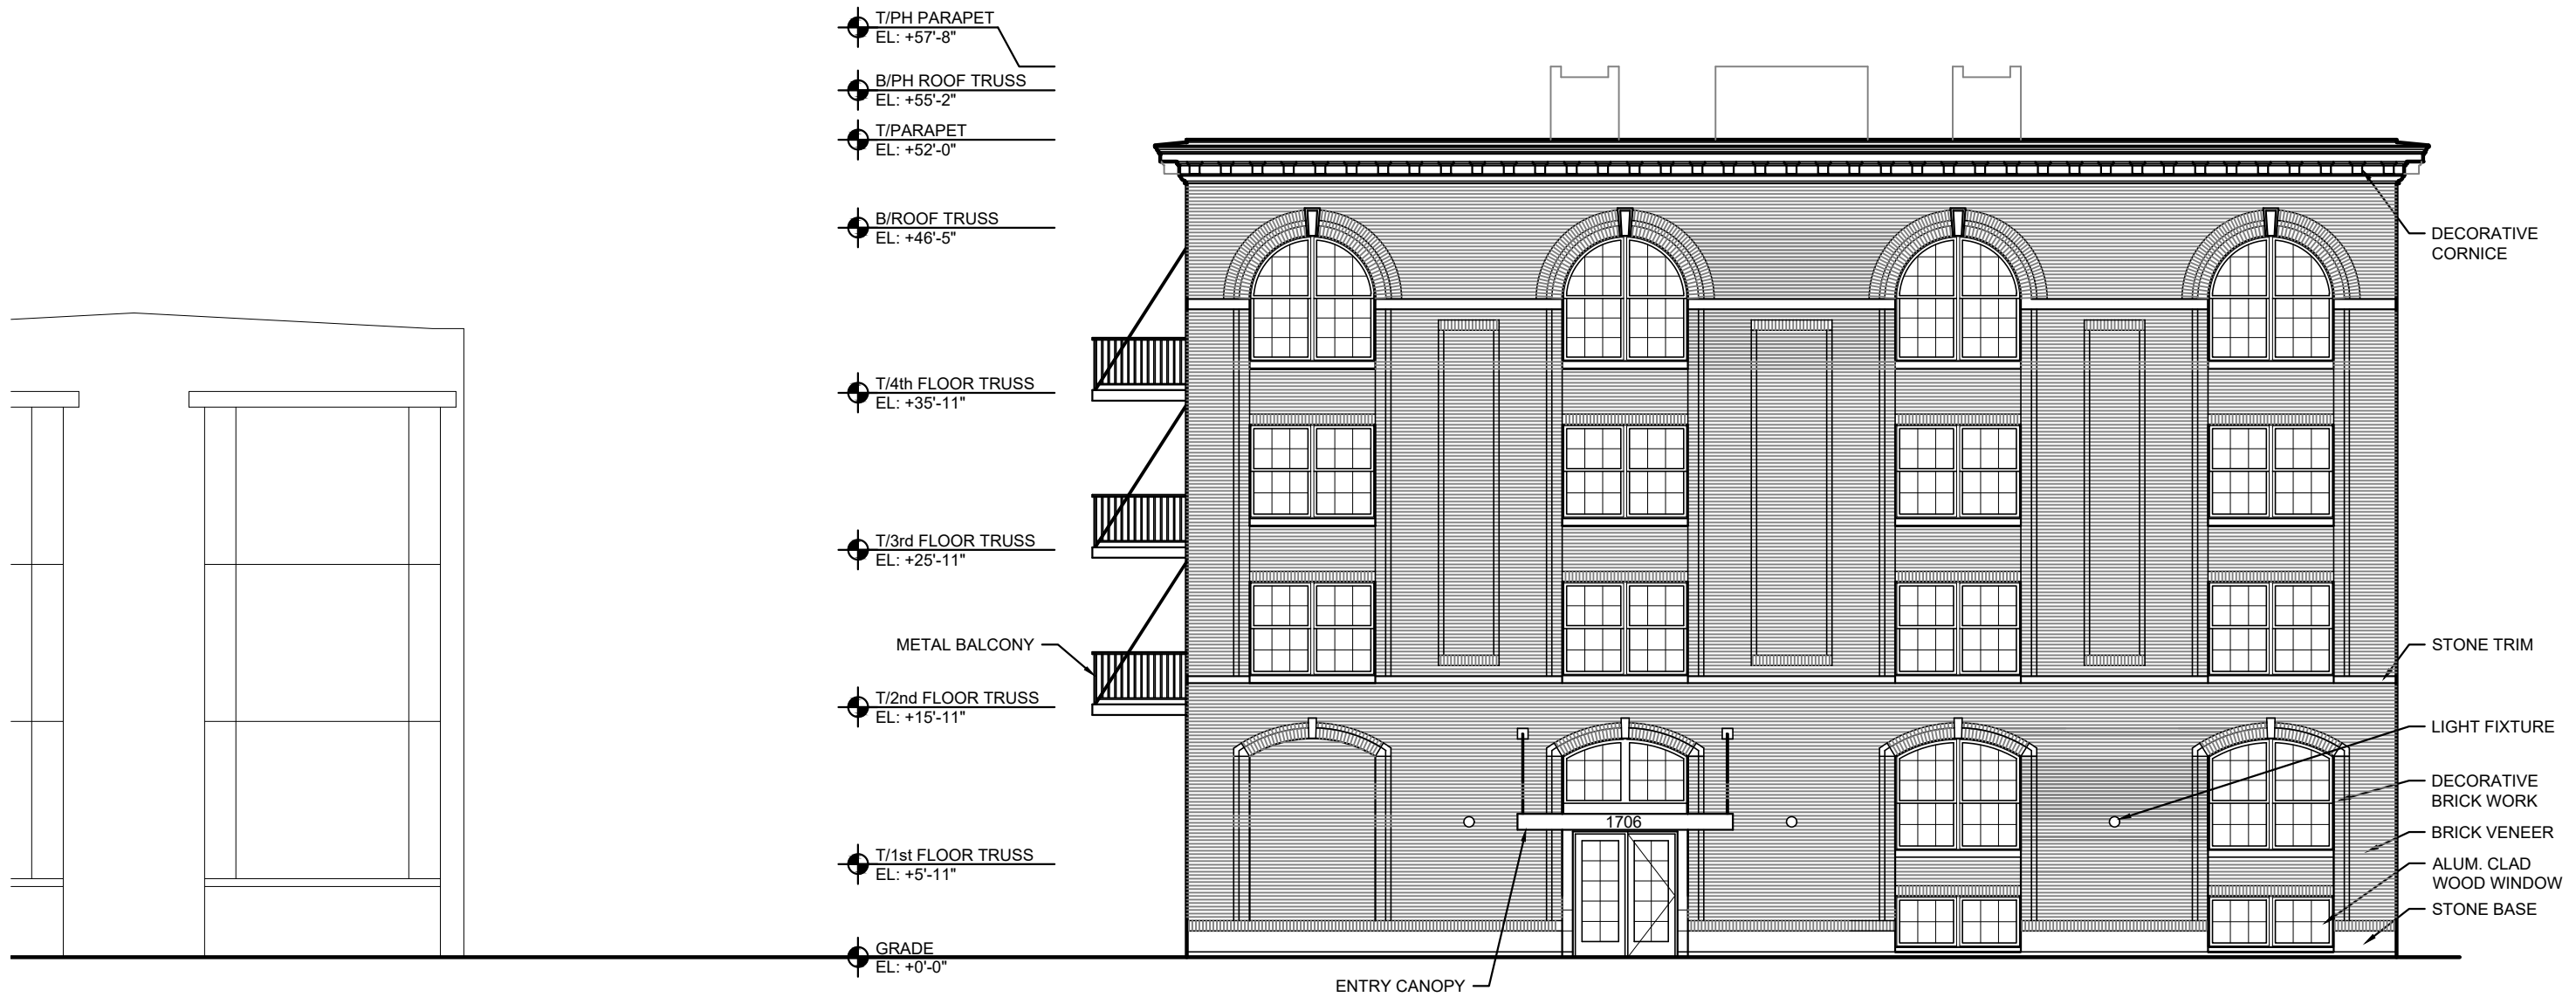 T/PH PARAPET
EL: +57'-8"
B/PH ROOF TRUSS
EL: +55'-2"
T/PARAPET
EL: +52'-0"
B/ROOF TRUSS
EL: +46'-5"
T/4th FLOOR TRUSS
EL: +35'-11"
T/3rd FLOOR TRUSS
EL: +25'-11"
METAL BALCONY
T/2nd FLOOR TRUSS
EL: +15'-11"
T/1st FLOOR TRUSS
EL: +5'-11"
GRADE
EL: +0'-0"
1706
ENTRY CANOPY
DECORATIVE
CORNICE
STONE TRIM
LIGHT FIXTURE
DECORATIVE
BRICK WORK
BRICK VENEER
ALUM. CLAD
WOOD WINDOW
STONE BASE